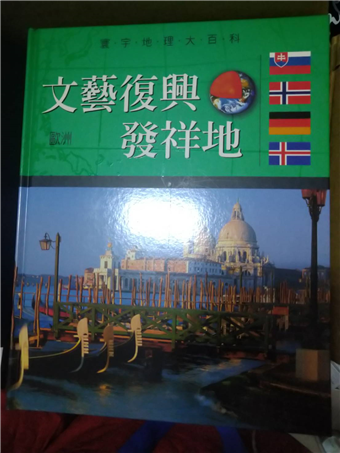 寰宇地理大百科
文藝復興
歐洲
發祥地